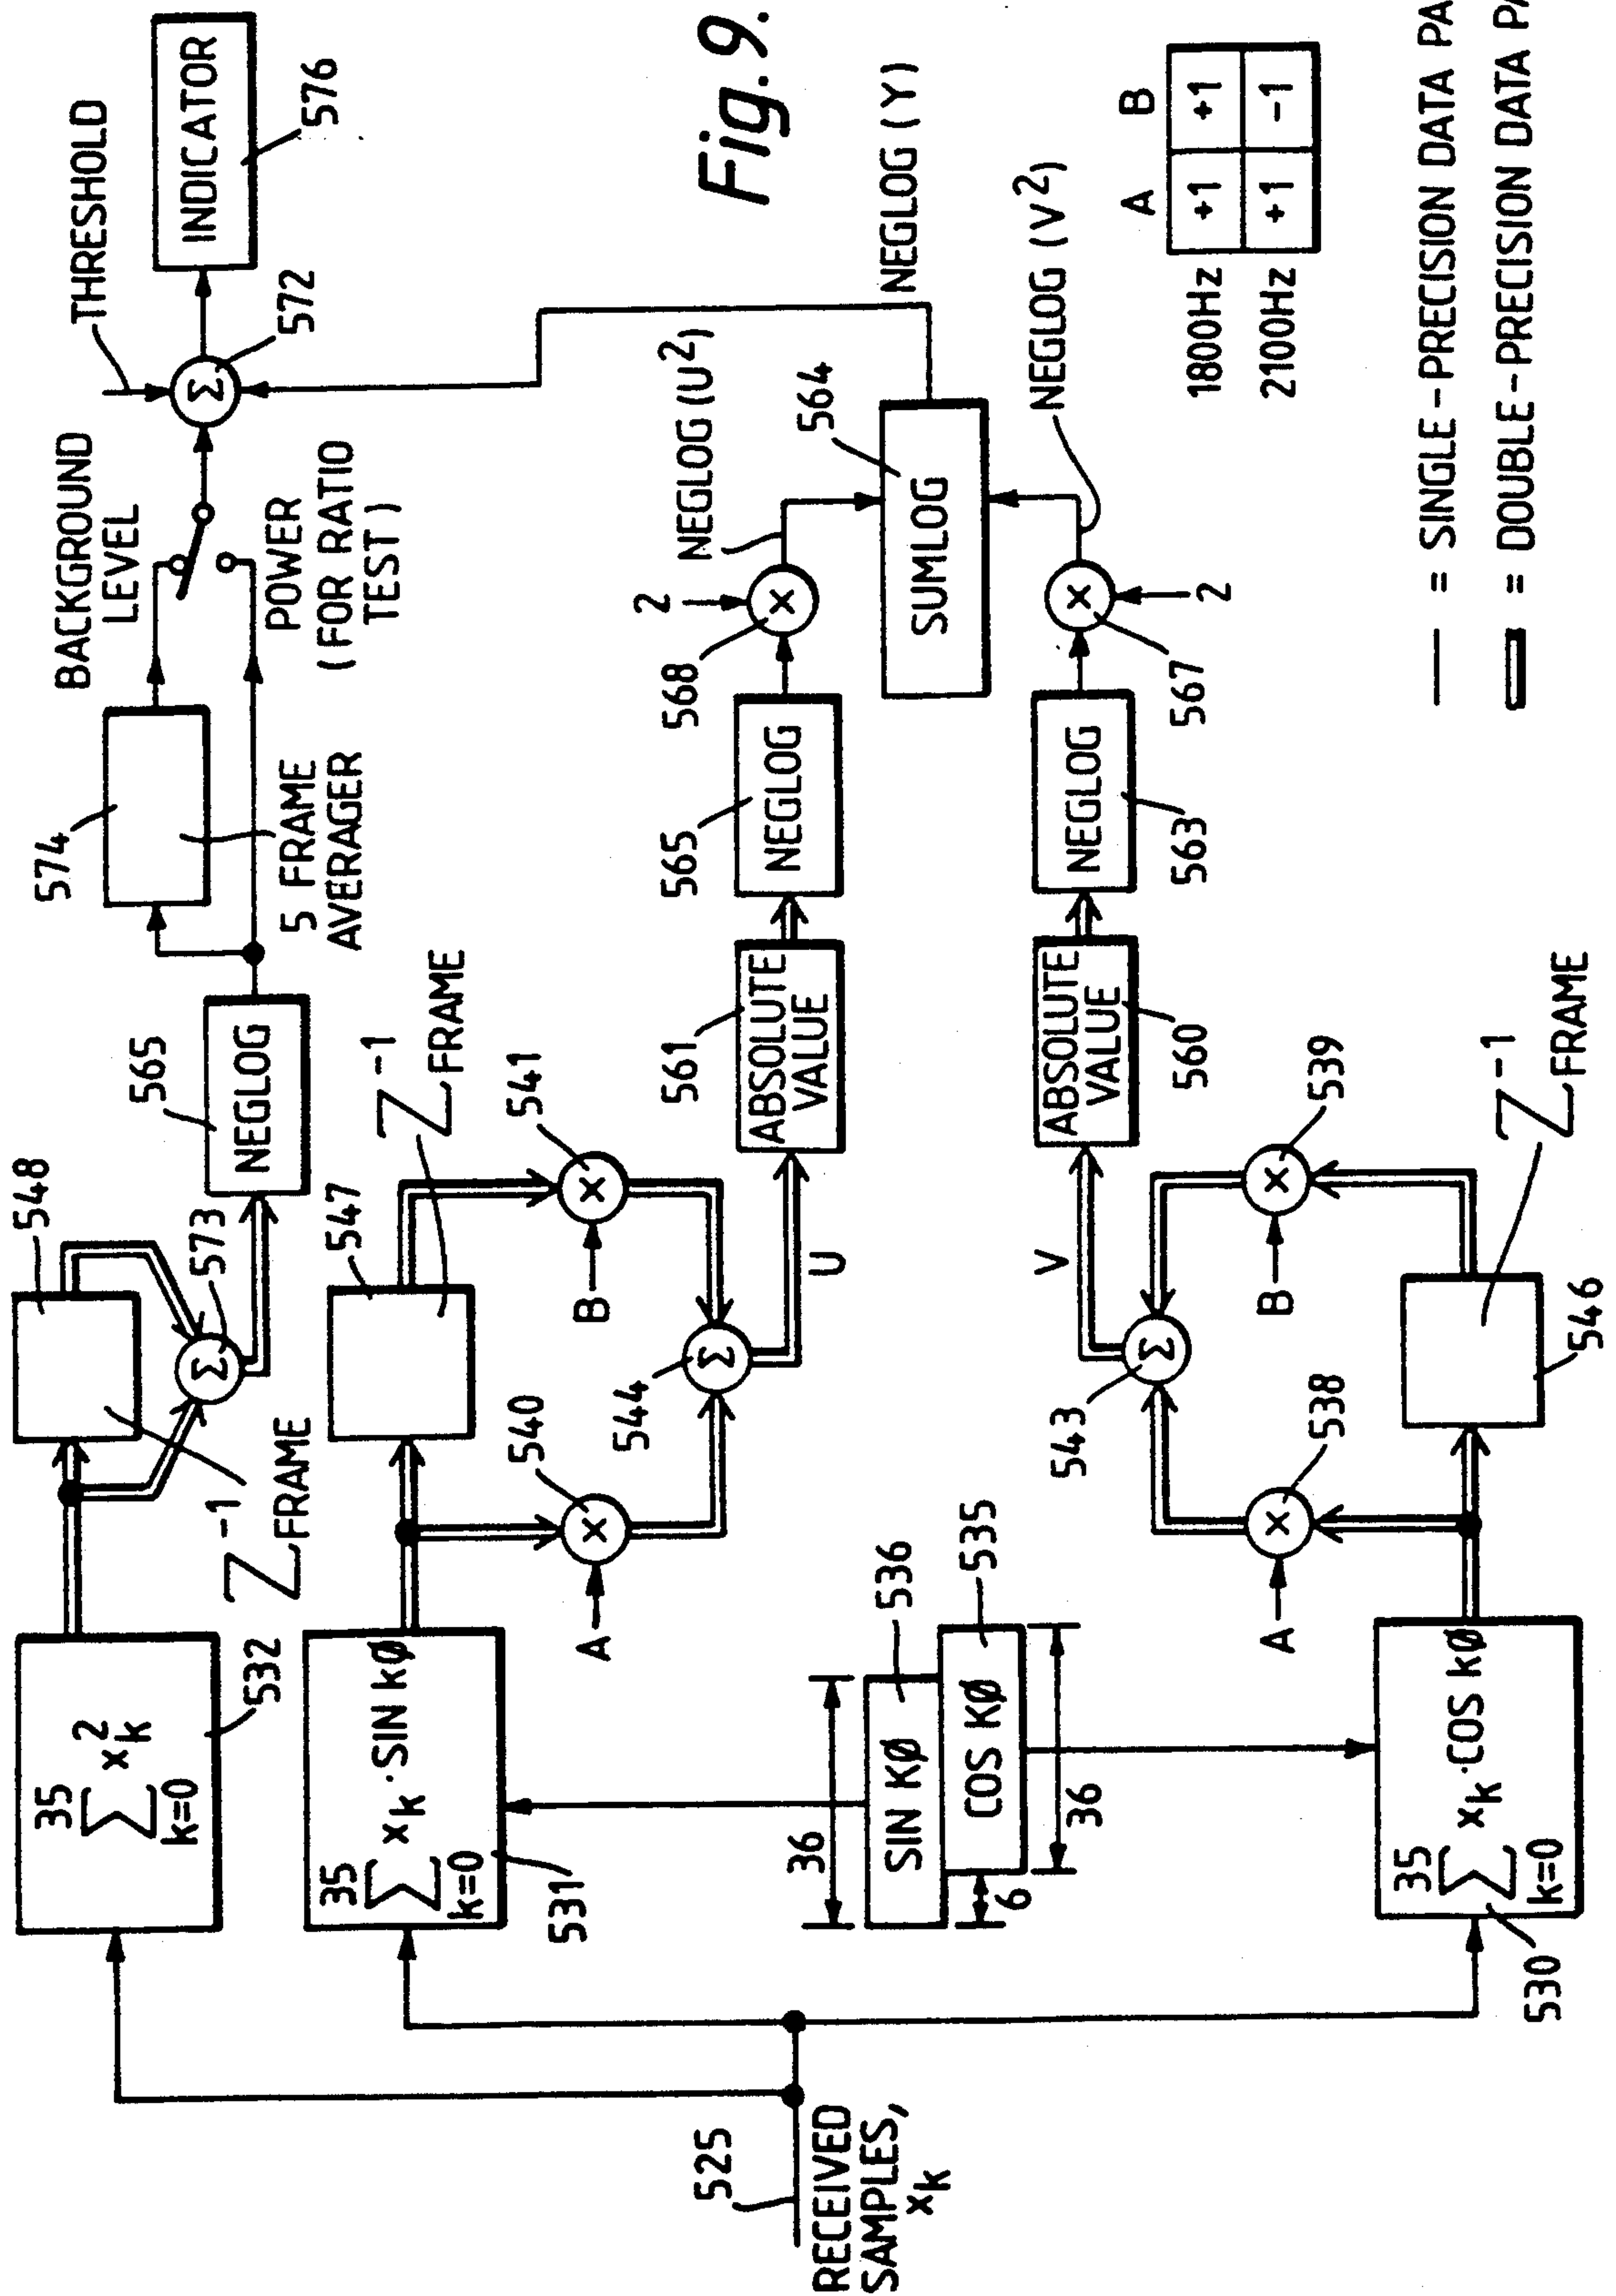 Fig. 9.
RECEIVED
SAMPLES,
xk
525
35
Σ xk²
k=0
532
35
Σ xk·SIN kØ
k=0
531
35
Σ xk·COS kØ
k=0
530
36
SIN KØ
536
COS KØ
535
36
6
548
Z⁻¹
FRAME
Σ
573
565
NEGLOG
574
5 FRAME
AVERAGER
BACKGROUND
LEVEL
POWER
(FOR RATIO
TEST)
THRESHOLD
Σ
572
INDICATOR
576
547
Z⁻¹
FRAME
A
×
540
B
×
541
Σ
544
U
561
ABSOLUTE
VALUE
565
NEGLOG
2
×
568
NEGLOG (U²)
564
SUMLOG
NEGLOG (Y)
A
×
538
B
×
539
546
Z⁻¹
FRAME
Σ
543
V
ABSOLUTE
VALUE
560
NEGLOG
563
×
2
567
NEGLOG (V²)
A B
1800Hz +1 +1
2100Hz +1 −1
= SINGLE-PRECISION DATA PA
= DOUBLE-PRECISION DATA PA